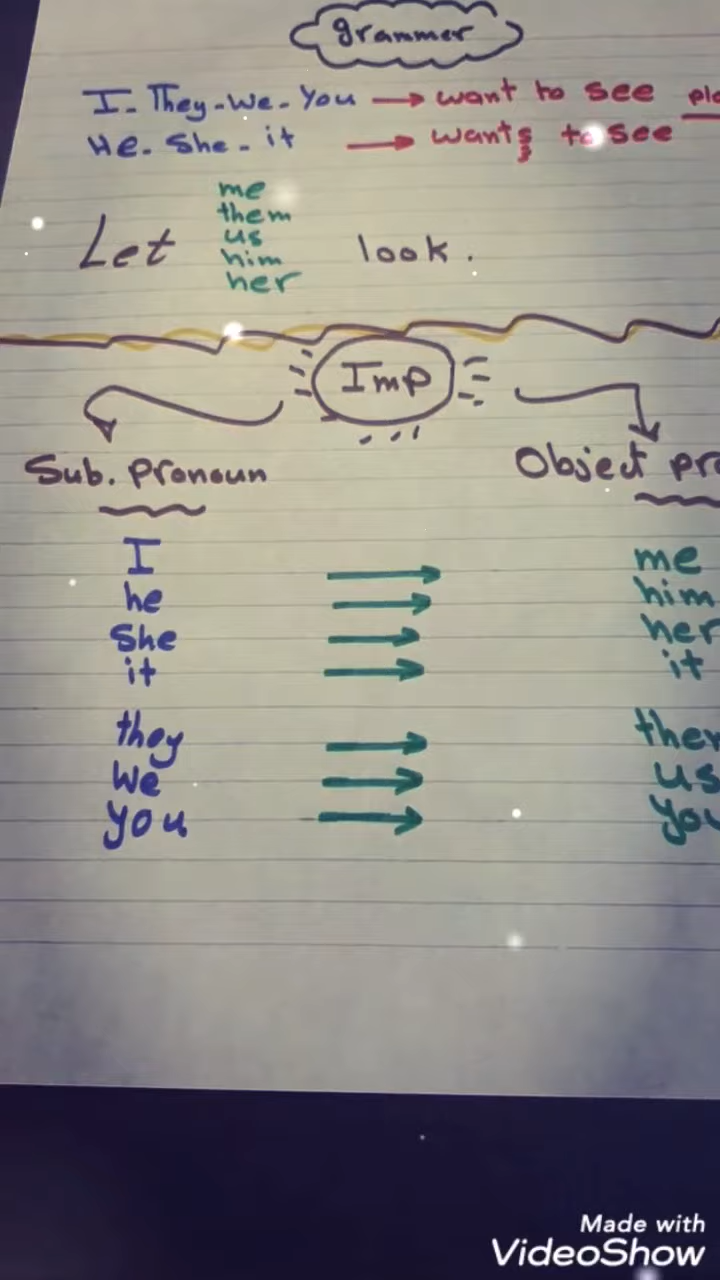 grammer
I - They - We - You → want to see
He - She - it → wants to see
me
them
us
Let him look.
her
Imp
Sub. pronoun Object
I → me
he → him
she → her
it → it
they →
we → us
you →
Made with
VideoShow